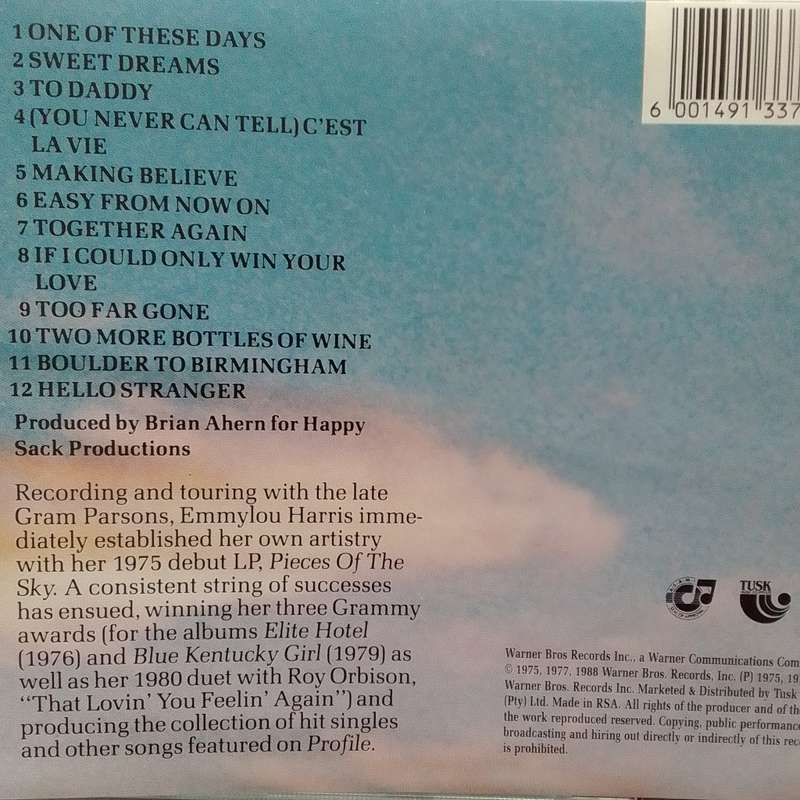 1 ONE OF THESE DAYS
2 SWEET DREAMS
3 TO DADDY
4 (YOU NEVER CAN TELL) C'EST
LA VIE
5 MAKING BELIEVE
6 EASY FROM NOW ON
7 TOGETHER AGAIN
8 IF I COULD ONLY WIN YOUR
LOVE
9 TOO FAR GONE
10 TWO MORE BOTTLES OF WINE
11 BOULDER TO BIRMINGHAM
12 HELLO STRANGER
Produced by Brian Ahern for Happy
Sack Productions
Recording and touring with the late
Gram Parsons, Emmylou Harris imme-
diately established her own artistry
with her 1975 debut LP, Pieces Of The
Sky. A consistent string of successes
has ensued, winning her three Grammy
awards (for the albums Elite Hotel
(1976) and Blue Kentucky Girl (1979) as
well as her 1980 duet with Roy Orbison,
"That Lovin' You Feelin' Again") and
producing the collection of hit singles
and other songs featured on Profile.
6 001491 337
TUSK
Warner Bros Records Inc., a Warner Communications Com
© 1975, 1977, 1988 Warner Bros. Records, Inc. (P) 1975, 19
Warner Bros. Records Inc. Marketed & Distributed by Tusk
(Pty) Ltd. Made in RSA. All rights of the producer and of the
the work reproduced reserved. Copying, public performance
broadcasting and hiring out directly or indirectly of this rec
is prohibited.